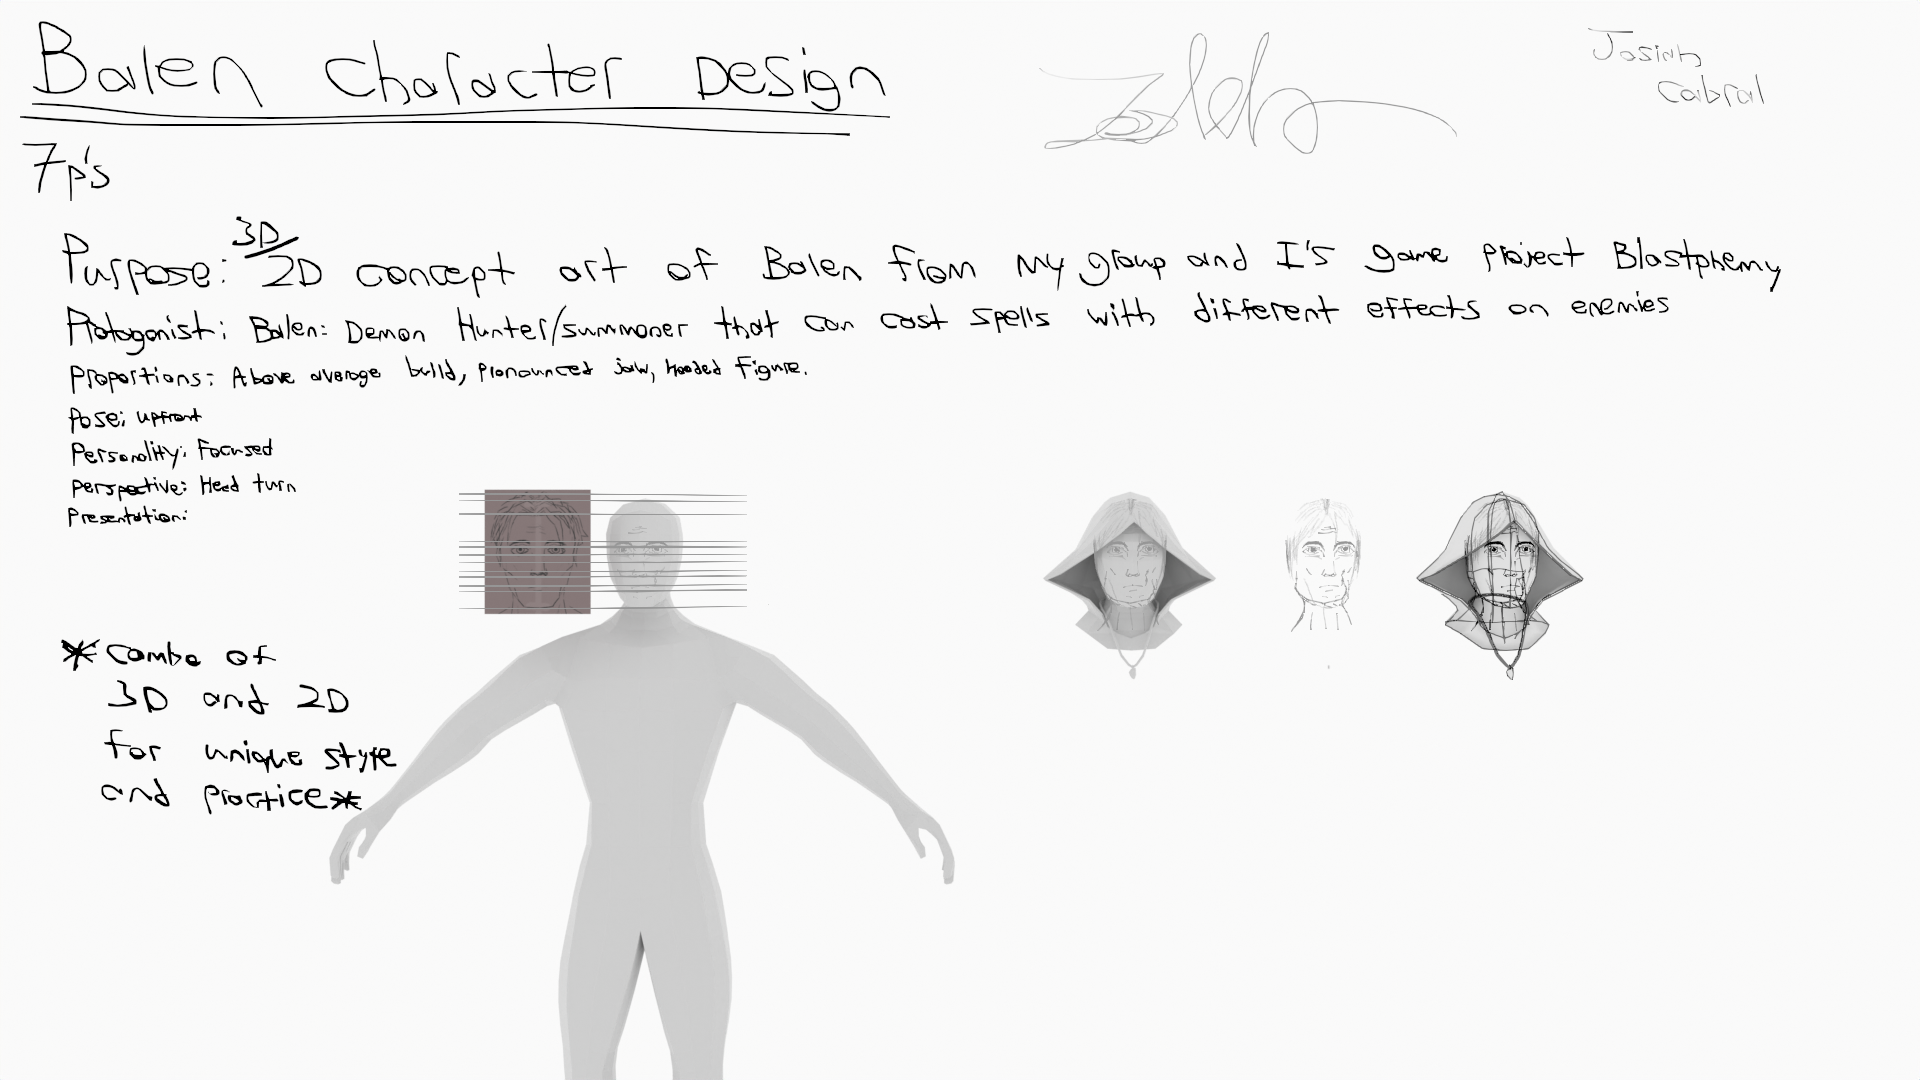 Balen Character Design
Josiah
Cabral
7p's
3D/
Purpose: 2D concept art of Balen from my group and I's game project Blastphemy
Protagonist: Balen: Demon Hunter/summoner that can cast spells with different effects on enemies
Proportions: Above average build, pronounced jaw, hooded figure.
Pose: upfront
Personality: Focused
Perspective: Head turn
Presentation:
*Combo of
3D and 2D
for unique style
and practice*